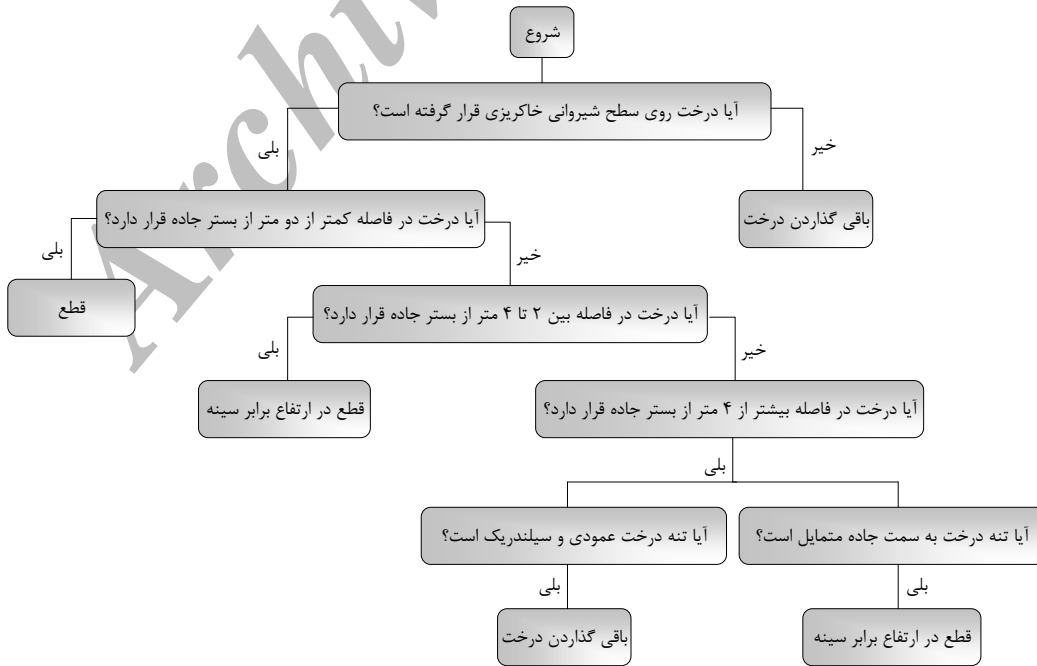 شروع
آیا درخت روی سطح شیروانی خاکریزی قرار گرفته است؟
بلی
خیر
آیا درخت در فاصله کمتر از دو متر از بستر جاده قرار دارد؟
باقی گذاردن درخت
بلی
خیر
قطع
آیا درخت در فاصله بین ۲ تا ۴ متر از بستر جاده قرار دارد؟
بلی
خیر
قطع در ارتفاع برابر سینه
آیا درخت در فاصله بیشتر از ۴ متر از بستر جاده قرار دارد؟
بلی
آیا تنه درخت به سمت جاده متمایل است؟
آیا تنه درخت عمودی و سیلندریک است؟
بلی
بلی
قطع در ارتفاع برابر سینه
باقی گذاردن درخت